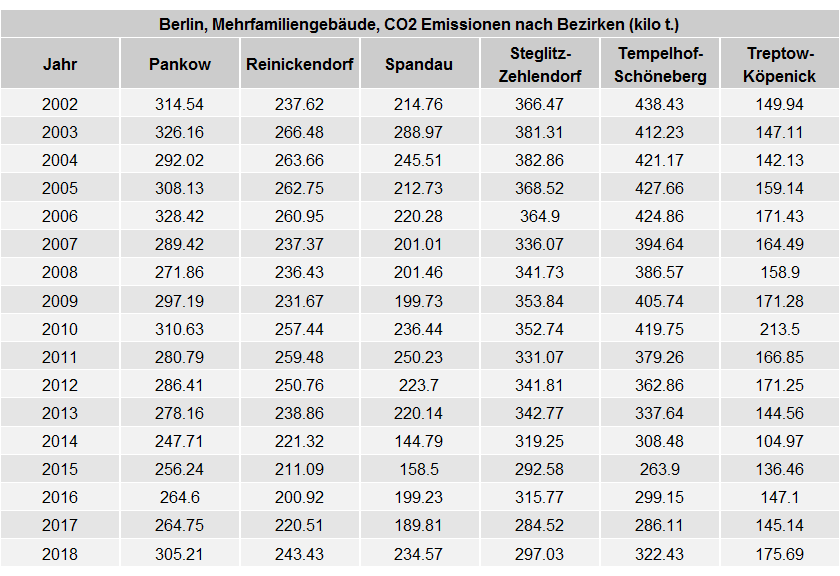 Berlin, Mehrfamiliengebäude, CO2 Emissionen nach Bezirken (kilo t.)
Jahr Pankow Reinickendorf Spandau Steglitz-Zehlendorf Tempelhof-Schöneberg Treptow-Köpenick
2002 314.54 237.62 214.76 366.47 438.43 149.94
2003 326.16 266.48 288.97 381.31 412.23 147.11
2004 292.02 263.66 245.51 382.86 421.17 142.13
2005 308.13 262.75 212.73 368.52 427.66 159.14
2006 328.42 260.95 220.28 364.9 424.86 171.43
2007 289.42 237.37 201.01 336.07 394.64 164.49
2008 271.86 236.43 201.46 341.73 386.57 158.9
2009 297.19 231.67 199.73 353.84 405.74 171.28
2010 310.63 257.44 236.44 352.74 419.75 213.5
2011 280.79 259.48 250.23 331.07 379.26 166.85
2012 286.41 250.76 223.7 341.81 362.86 171.25
2013 278.16 238.86 220.14 342.77 337.64 144.56
2014 247.71 221.32 144.79 319.25 308.48 104.97
2015 256.24 211.09 158.5 292.58 263.9 136.46
2016 264.6 200.92 199.23 315.77 299.15 147.1
2017 264.75 220.51 189.81 284.52 286.11 145.14
2018 305.21 243.43 234.57 297.03 322.43 175.69